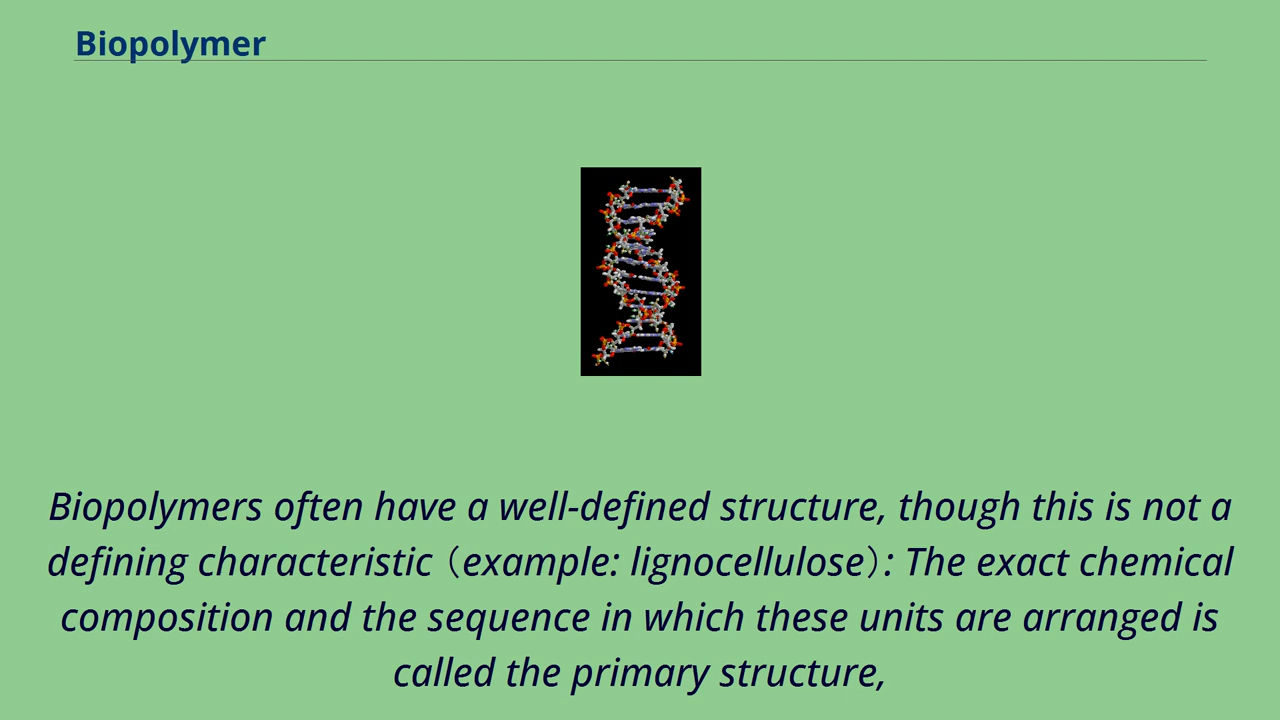 Biopolymer
Biopolymers often have a well-defined structure, though this is not a
defining characteristic（example: lignocellulose）: The exact chemical
composition and the sequence in which these units are arranged is
called the primary structure,